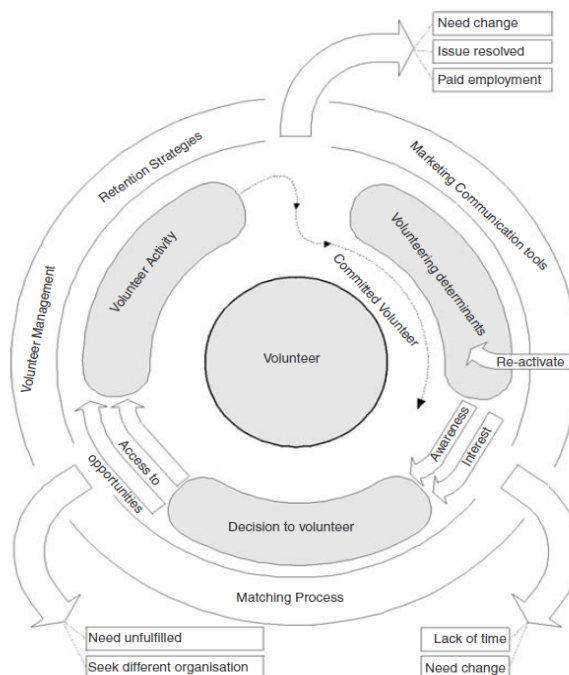 Need change
Issue resolved
Paid employment
Retention Strategies
Marketing Communication tools
Volunteer Activity
Volunteering determinants
Committed Volunteer
Volunteer Management
Volunteer
Re-activate
Awareness
Interest
Access to
opportunities
Decision to volunteer
Matching Process
Need unfulfilled
Seek different organisation
Lack of time
Need change